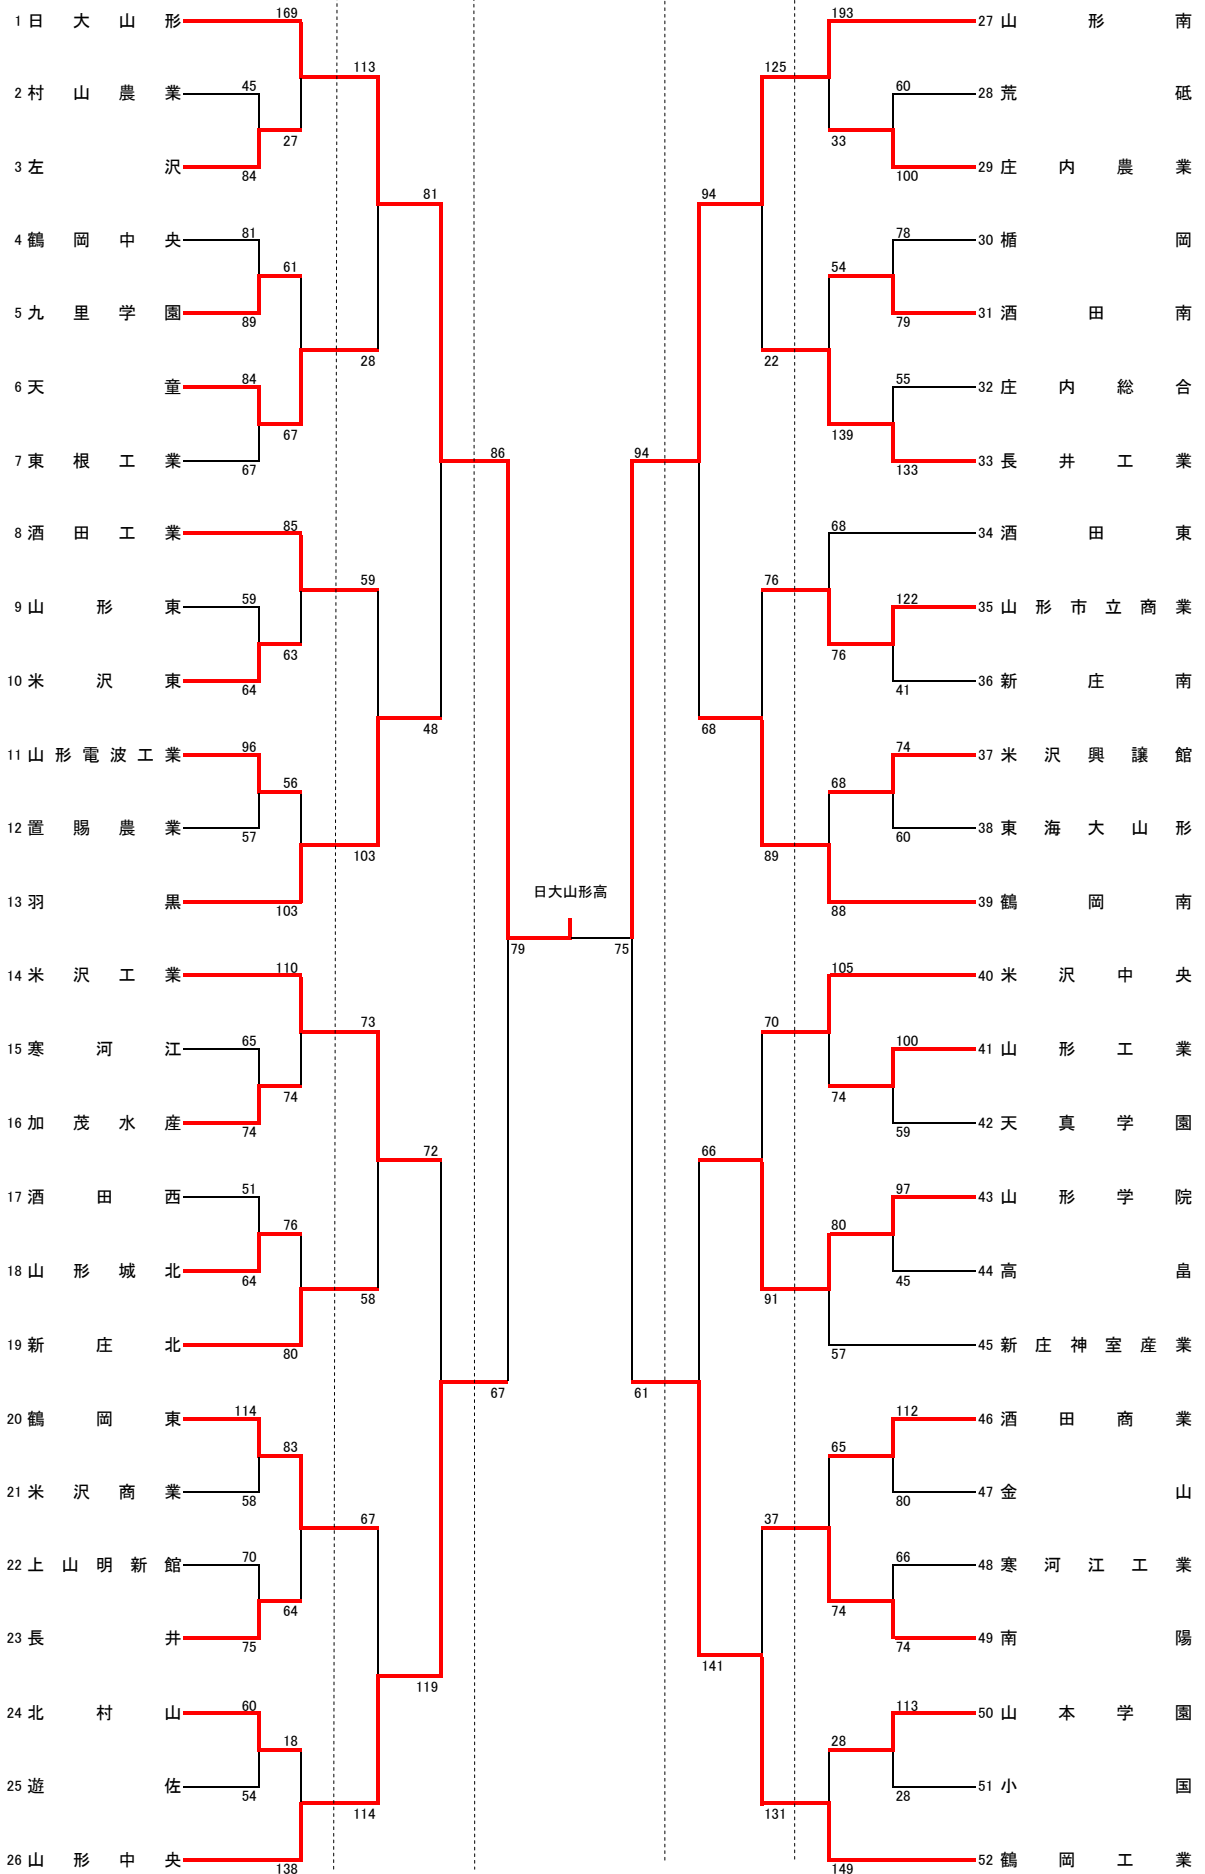 1 日大山形 169
113
2 村山農業 45
27
3 左沢 84
81
4 鶴岡中央 81
61
5 九里学園 89
28
6 天童 84
67
7 東根工業 67
86
8 酒田工業 85
59
9 山形東 59
63
10 米沢東 64
48
11 山形電波工業 96
56
12 置賜農業 57
103
13 羽黒 103
日大山形高
79 75
14 米沢工業 110
73
15 寒河江 65
74
16 加茂水産 74
72
17 酒田西 51
76
18 山形城北 64
58
19 新庄北 80
67
20 鶴岡東 114
83
21 米沢商業 58
67
22 上山明新館 70
64
23 長井 75
119
24 北村山 60
18
25 遊佐 54
114
26 山形中央 138
193 27 山形南
125
60 28 荒砥
33
100 29 庄内農業
94
78 30 楯岡
54
79 31 酒田南
22
55 32 庄内総合
139
133 33 長井工業
94
68 34 酒田東
76
122 35 山形市立商業
76
41 36 新庄南
68
74 37 米沢興譲館
68
60 38 東海大山形
89
88 39 鶴岡南
105 40 米沢中央
70
100 41 山形工業
74
59 42 天真学園
66
97 43 山形学院
80
45 44 高畠
91
57 45 新庄神室産業
61
112 46 酒田商業
65
80 47 金山
37
66 48 寒河江工業
74
74 49 南陽
141
113 50 山本学園
28
28 51 小国
131
149 52 鶴岡工業